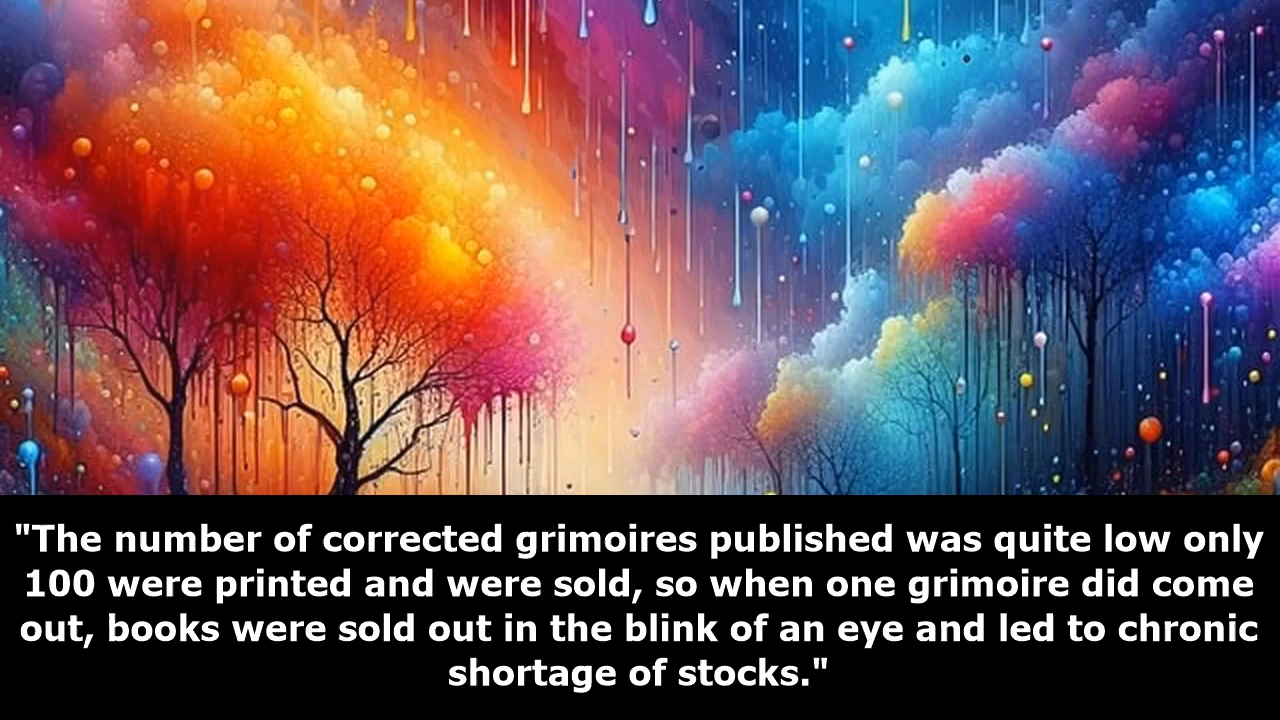 "The number of corrected grimoires published was quite low only
100 were printed and were sold, so when one grimoire did come
out, books were sold out in the blink of an eye and led to chronic
shortage of stocks."